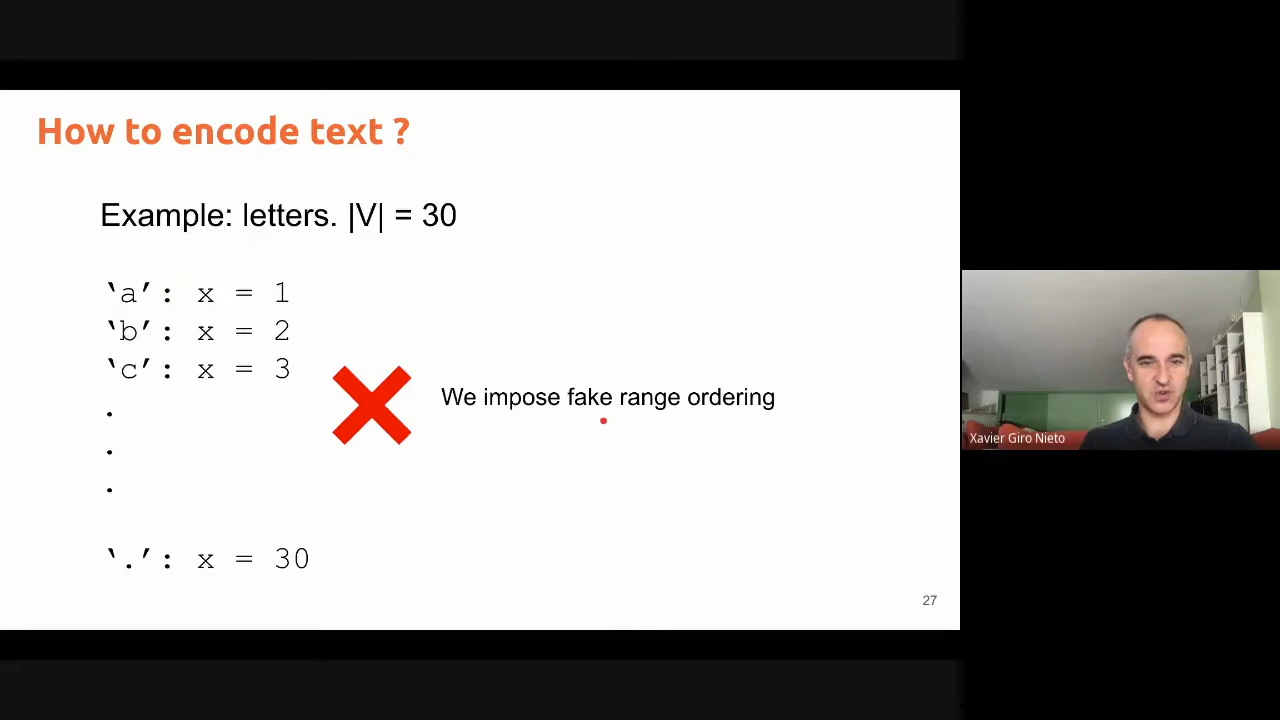 How to encode text ?
Example: letters. |V| = 30
‘a’: x = 1
‘b’: x = 2
‘c’: x = 3
.
.
.
We impose fake range ordering
‘.’: x = 30
27
Xavier Giro Nieto